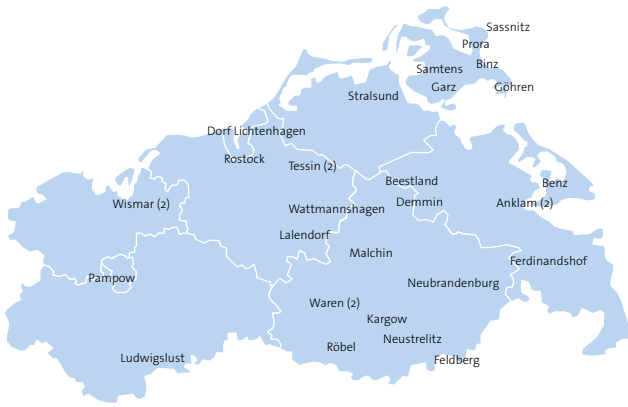 Sassnitz
Prora
Binz
Samtens
Garz
Göhren
Stralsund
Dorf Lichtenhagen
Rostock
Tessin (2)
Beestland
Benz
Wismar (2)
Demmin
Anklam (2)
Wattmannshagen
Lalendorf
Malchin
Ferdinandshof
Pampow
Neubrandenburg
Waren (2)
Kargow
Neustrelitz
Röbel
Ludwigslust
Feldberg